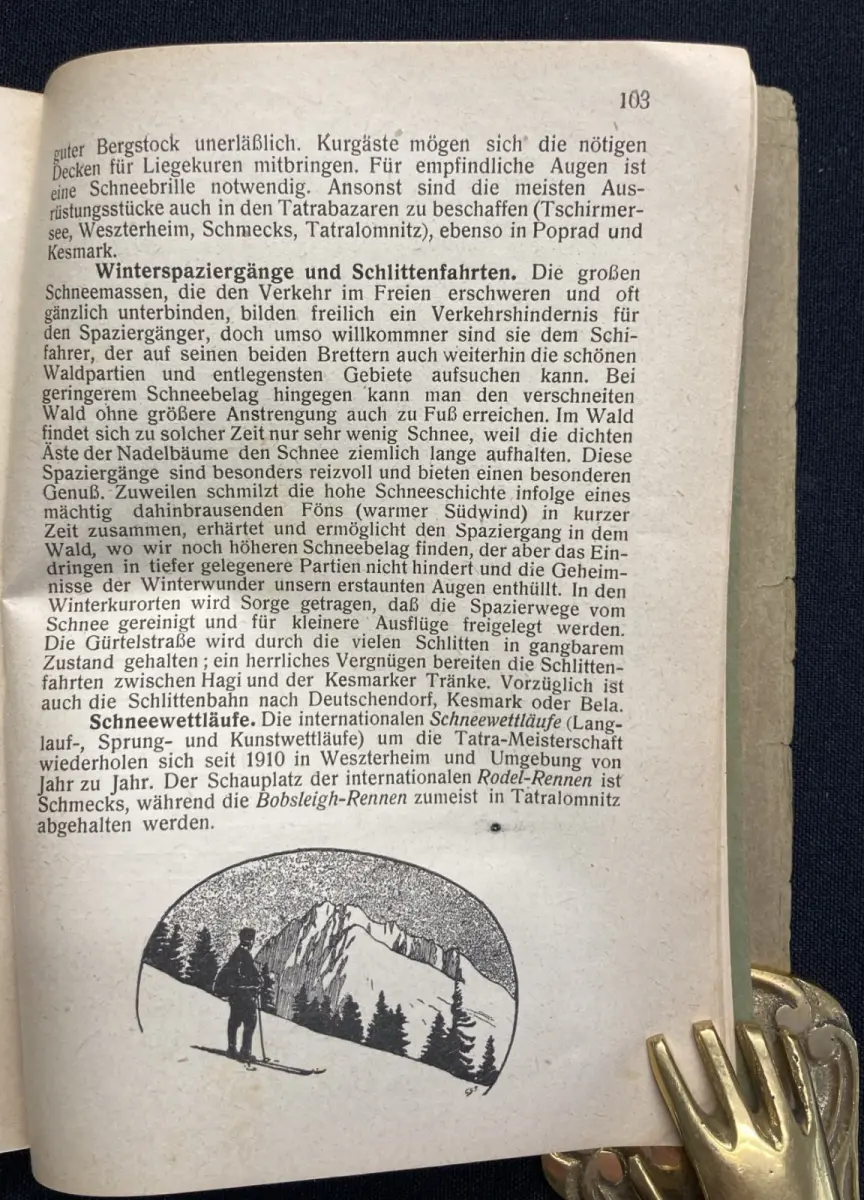 103
guter Bergstock unerläßlich. Kurgäste mögen sich die nötigen
Decken für Liegekuren mitbringen. Für empfindliche Augen ist
eine Schneebrille notwendig. Ansonst sind die meisten Aus-
rüstungsstücke auch in den Tatrabazaren zu beschaffen (Tschirmer-
see, Weszterheim, Schmecks, Tatralomnitz), ebenso in Poprad und
Kesmark.
Winterspaziergänge und Schlittenfahrten. Die großen
Schneemassen, die den Verkehr im Freien erschweren und oft
gänzlich unterbinden, bilden freilich ein Verkehrshindernis für
den Spaziergänger, doch umso willkommner sind sie dem Schi-
fahrer, der auf seinen beiden Brettern auch weiterhin die schönen
Waldpartien und entlegensten Gebiete aufsuchen kann. Bei
geringerem Schneebelag hingegen kann man den verschneiten
Wald ohne größere Anstrengung auch zu Fuß erreichen. Im Wald
findet sich zu solcher Zeit nur sehr wenig Schnee, weil die dichten
Äste der Nadelbäume den Schnee ziemlich lange aufhalten. Diese
Spaziergänge sind besonders reizvoll und bieten einen besonderen
Genuß. Zuweilen schmilzt die hohe Schneeschichte infolge eines
mächtig dahinbrausenden Föns (warmer Südwind) in kurzer
Zeit zusammen, erhärtet und ermöglicht den Spaziergang in dem
Wald, wo wir noch höheren Schneebelag finden, der aber das Ein-
dringen in tiefer gelegenere Partien nicht hindert und die Geheim-
nisse der Winterwunder unsern erstaunten Augen enthüllt. In den
Winterkurorten wird Sorge getragen, daß die Spazierwege vom
Schnee gereinigt und für kleinere Ausflüge freigelegt werden.
Die Gürtelstraße wird durch die vielen Schlitten in gangbarem
Zustand gehalten ; ein herrliches Vergnügen bereiten die Schlitten-
fahrten zwischen Hagi und der Kesmarker Tränke. Vorzüglich ist
auch die Schlittenbahn nach Deutschendorf, Kesmark oder Bela.
Schneewettläufe. Die internationalen Schneewettläufe (Lang-
lauf-, Sprung- und Kunstwettläufe) um die Tatra-Meisterschaft
wiederholen sich seit 1910 in Weszterheim und Umgebung von
Jahr zu Jahr. Der Schauplatz der internationalen Rodel-Rennen ist
Schmecks, während die Bobsleigh-Rennen zumeist in Tatralomnitz
abgehalten werden.